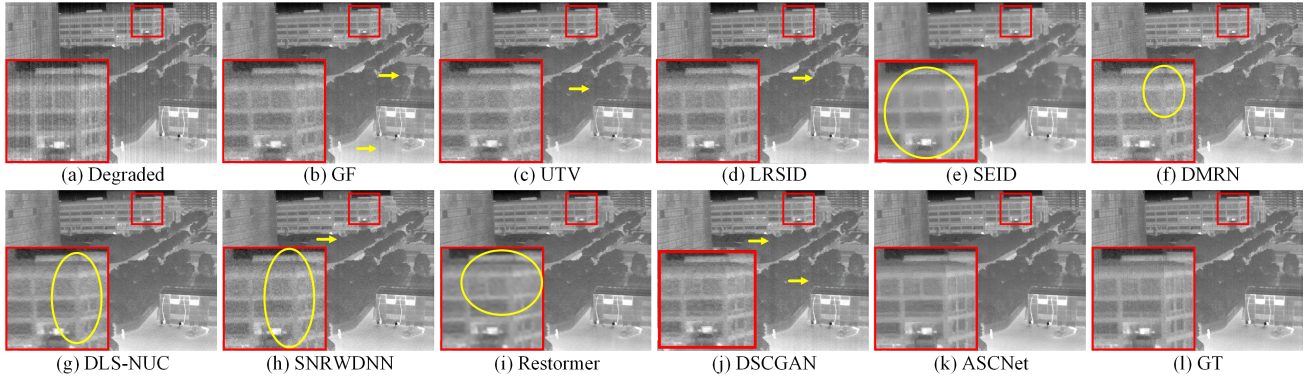 (a) Degraded
(b) GF
(c) UTV
(d) LRSID
(e) SEID
(f) DMRN
(g) DLS-NUC
(h) SNRWDNN
(i) Restormer
(j) DSCGAN
(k) ASCNet
(l) GT